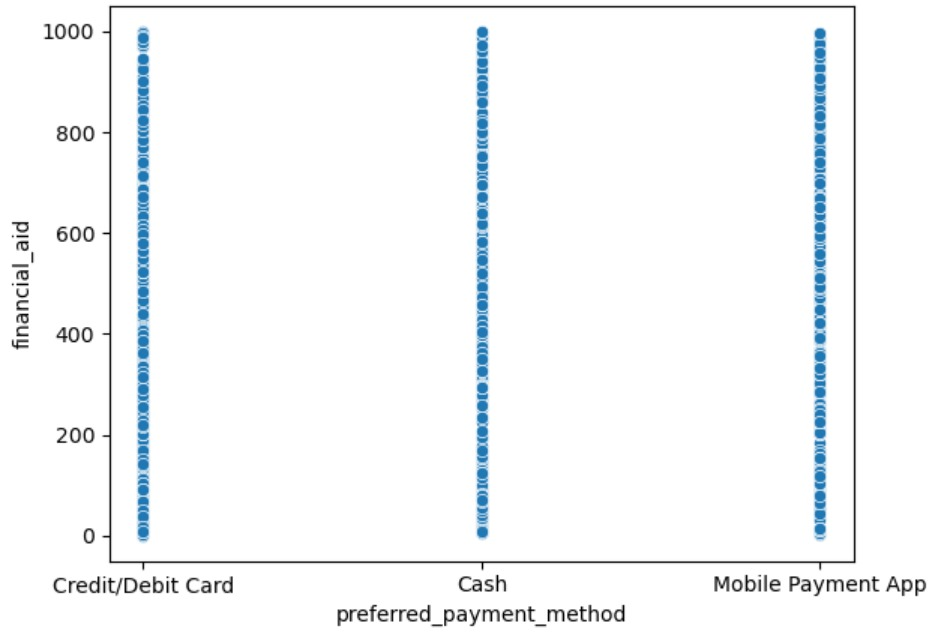 1000
800
600
400
200
0
financial_aid
Credit/Debit Card
Cash
Mobile Payment App
preferred_payment_method